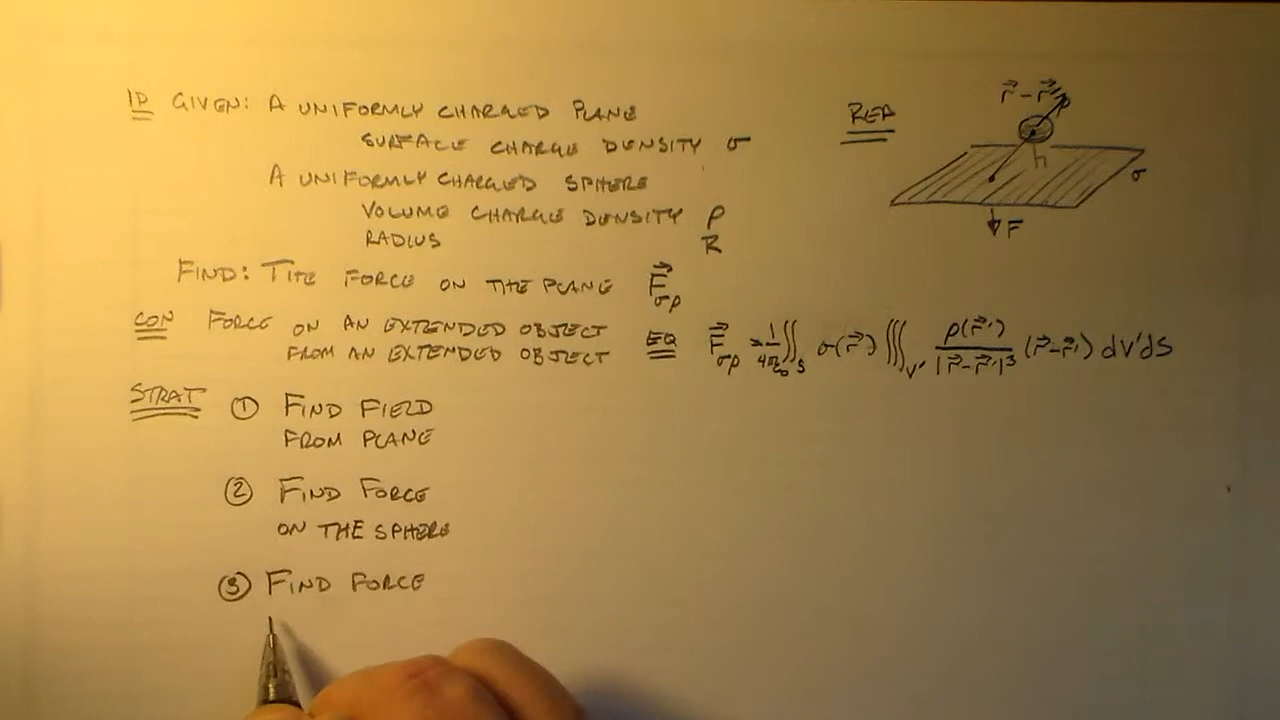 ID GIVEN: A UNIFORMLY CHARGED PLANE
SURFACE CHARGE DENSITY σ
A UNIFORMLY CHARGED SPHERE
VOLUME CHARGE DENSITY ρ
RADIUS R
FIND: THE FORCE ON THE PLANE F⃗σρ
REP
r⃗-r⃗'
ρ
h
σ
F
CON FORCE ON AN EXTENDED OBJECT
FROM AN EXTENDED OBJECT
EQ F⃗σρ = 1/4πε₀ ∬S σ(r⃗) ∭V' ρ(r⃗')/|r⃗-r⃗'|³ (r⃗-r⃗') dV'dS
STRAT ① FIND FIELD
FROM PLANE
② FIND FORCE
ON THE SPHERE
③ FIND FORCE